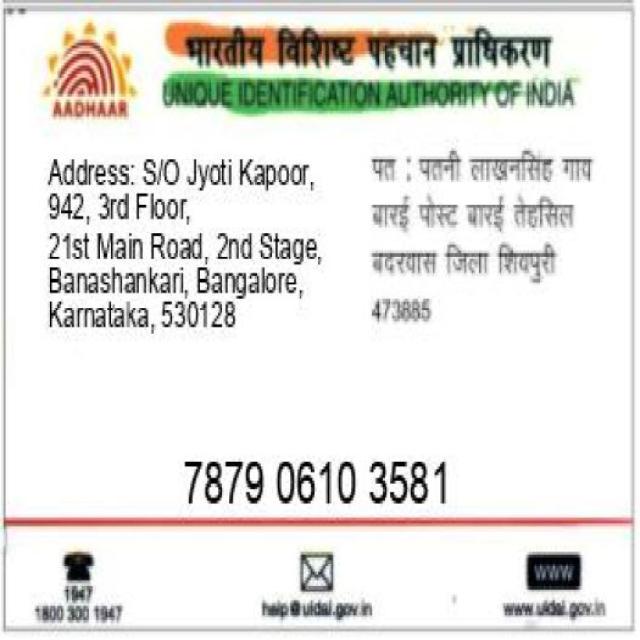 भारतीय विशिष्ट पहचान प्राधिकरण
AADHAAR
UNIQUE IDENTIFICATION AUTHORITY OF INDIA
Address: S/O Jyoti Kapoor,
942, 3rd Floor,
21st Main Road, 2nd Stage,
Banashankari, Bangalore,
Karnataka, 530128
पत : पतनी लाखनसिंह गाव
बारई पोस्ट बारई तेहसिल
बदरवास जिला शिवपुरी
473885
7879 0610 3581
1947
1800 300 1947
help@uidai.gov.in
WWW
www.uidai.gov.in